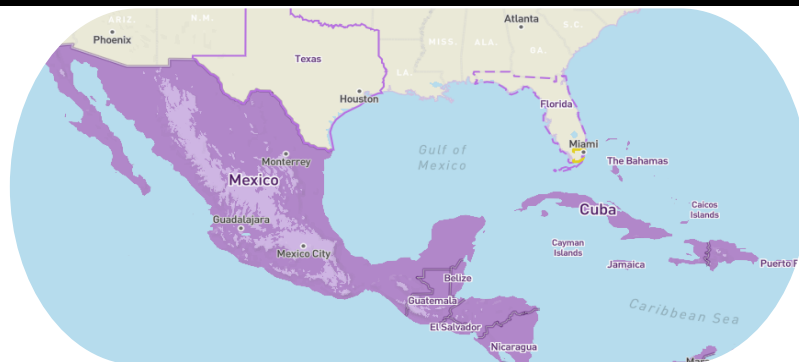 ARIZ.
N.M.
Atlanta
S.C.
Phoenix
MISS.
ALA.
GA.
Texas
LA.
Houston
Florida
Gulf of
Mexico
Miami
Monterrey
The Bahamas
Mexico
Cuba
Caicos
Islands
Guadalajara
Mexico City
Cayman
Islands
Jamaica
Puerto
Belize
Guatemala
Caribbean Sea
El Salvador
Nicaragua